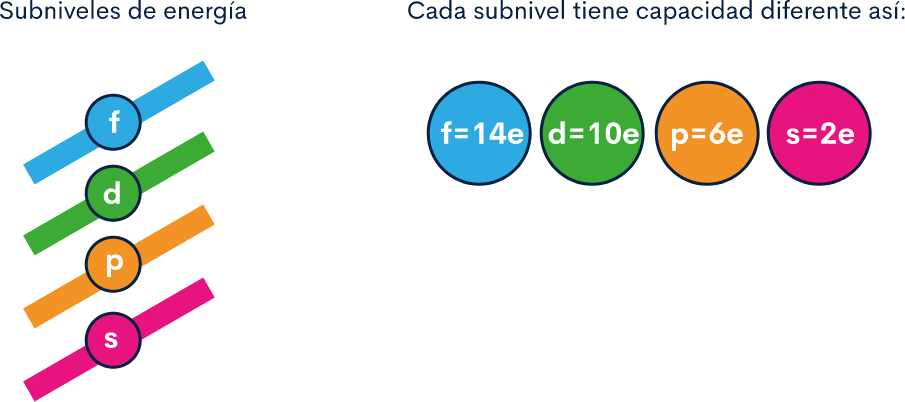 Subniveles de energía
f
d
p
s
Cada subnivel tiene capacidad diferente así:
f=14e d=10e p=6e s=2e